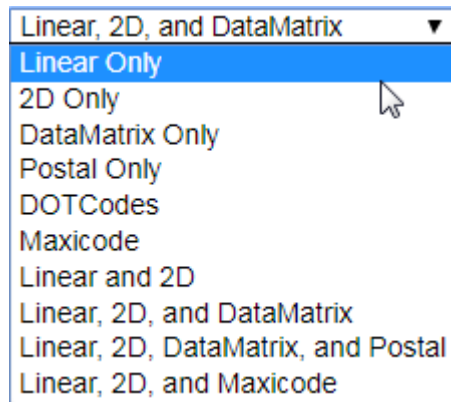 Linear, 2D, and DataMatrix
Linear Only
2D Only
DataMatrix Only
Postal Only
DOTCodes
Maxicode
Linear and 2D
Linear, 2D, and DataMatrix
Linear, 2D, DataMatrix, and Postal
Linear, 2D, and Maxicode